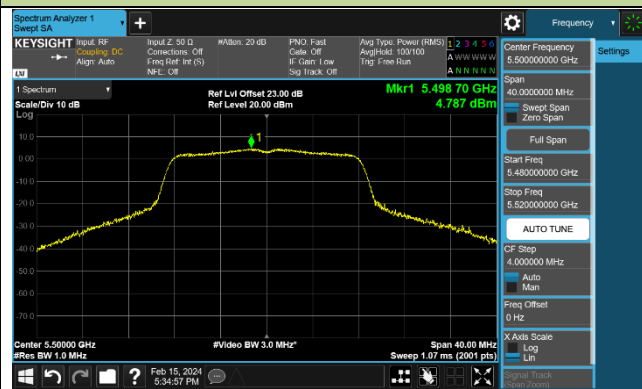 Spectrum Analyzer 1
Swept SA
Frequency
KEYSIGHT
Input: RF
Coupling: DC
Align: Auto
Input Z: 50 Ω
Corrections: Off
Freq Ref: Int (S)
NFE: Off
#Atten: 20 dB
PNO: Fast
Gate: Off
IF Gain: Low
Sig Track: Off
Avg Type: Power (RMS)
Avg|Hold: 100/100
Trig: Free Run
1 2 3 4 5 6
A W W W W W
A N N N N N
LXI
1 Spectrum
Scale/Div 10 dB
Log
Ref Lvl Offset 23.00 dB
Ref Level 20.00 dBm
Mkr1 5.498 70 GHz
4.787 dBm
1
10.0
0.00
-10.0
-20.0
-30.0
-40.0
-50.0
-60.0
-70.0
Center 5.50000 GHz
#Res BW 1.0 MHz
#Video BW 3.0 MHz*
Span 40.00 MHz
Sweep 1.07 ms (2001 pts)
Center Frequency
5.500000000 GHz
Span
40.0000000 MHz
Swept Span
Zero Span
Full Span
Start Freq
5.480000000 GHz
Stop Freq
5.520000000 GHz
AUTO TUNE
CF Step
4.000000 MHz
Auto
Man
Freq Offset
0 Hz
X Axis Scale
Log
Lin
Signal Track
(Span Zoom)
Settings
?
Feb 15, 2024
5:34:57 PM